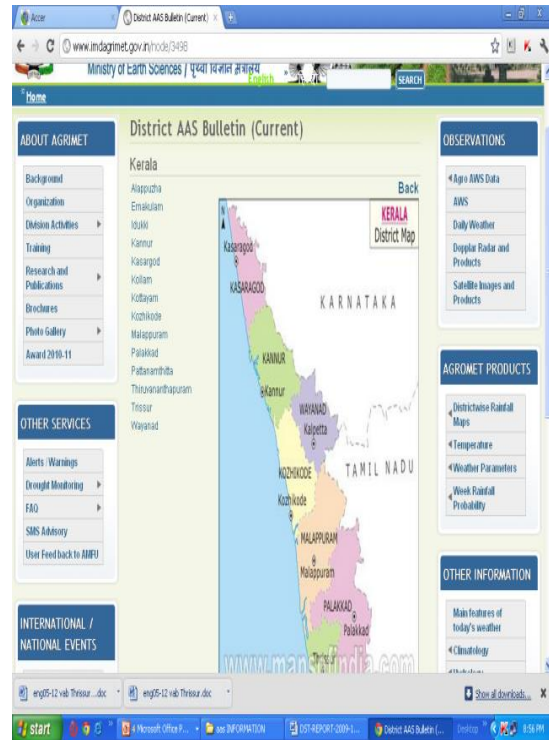 Accer
District AAS Bulletin (Current)
www.imdagrimet.gov.in/node/3498
Ministry of Earth Sciences / पृथ्वी विज्ञान मंत्रालय
English
SEARCH
Home
ABOUT AGRIMET
Background
Organization
Division Activities
Training
Research and
Publications
Brochures
Photo Gallery
Award 2010-11
OTHER SERVICES
Alerts / Warnings
Drought Monitoring
FAQ
SMS Advisory
User Feed back to AMFU
INTERNATIONAL /
NATIONAL EVENTS
District AAS Bulletin (Current)
Kerala
Back
Alappuzha
Ernakulam
Idukki
Kannur
Kasargod
Kollam
Kottayam
Kozhikode
Malappuram
Palakkad
Pattanamthitta
Thiruvananthapuram
Trissur
Wayanad
N
KERALA
District Map
Kasaragod
KASARAGOD
KARNATAKA
KANNUR
Kannur
WAYANAD
Kalpetta
KOZHIKODE
TAMIL NADU
Kozhikode
MALAPPURAM
Malappuram
PALAKKAD
Palakkad
www.mapsofindia.com
OBSERVATIONS
Agro AWS Data
AWS
Daily Weather
Dopplar Radar and
Products
Satellite Images and
Products
AGROMET PRODUCTS
Districtwise Rainfall
Maps
Temperature
Weather Parameters
Week Rainfall
Probability
OTHER INFORMATION
Main features of
today's weather
Climatology
eng05-12 vab Thrissur ....doc
eng05-12 vab Thrissur.doc
Show all downloads...
start
4 Microsoft Office P...
aas INFORMATION
DST-REPORT-2009-1...
District AAS Bulletin (...
Desktop
8:56 PM